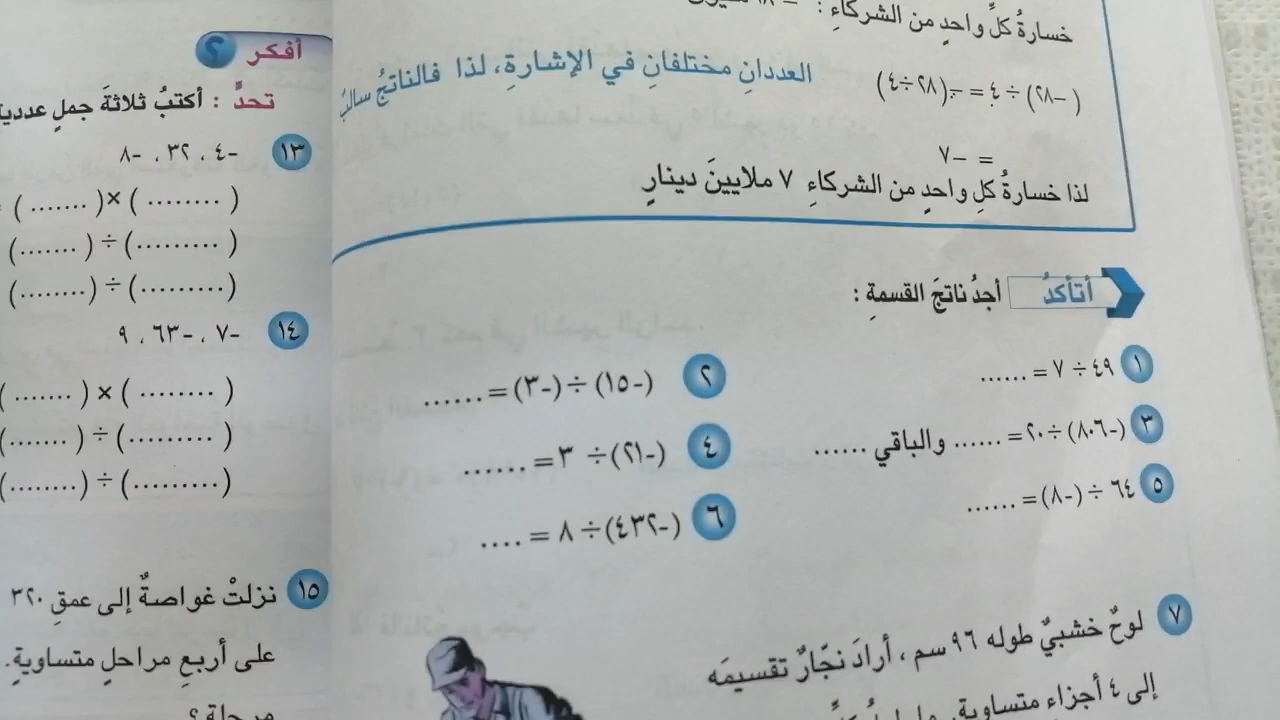 خسارةُ كلِّ واحدٍ من الشركاءِ :
(–٢٨) ÷ ٤ = –(٢٨ ÷ ٤) العددانِ مختلفانِ في الإشارةِ، لذا فالناتجُ سالبٌ
= –٧
لذا خسارةُ كلِ واحدٍ من الشركاءِ ٧ ملايينَ دينارٍ
أتأكدُ أجدُ ناتجَ القسمةِ :
١ ٤٩ ÷ ٧ = ......
٢ (-١٥) ÷ (-٣) = ......
٣ (-٨٠٦) ÷ ٢٠ = ...... والباقي ......
٤ (-٢١) ÷ ٣ = ......
٥ ٦٤ ÷ (-٨) = ......
٦ (-٤٣٢) ÷ ٨ = ....
٧ لوحٌ خشبيٌ طوله ٩٦ سم ، أرادَ نجّارٌ تقسيمَه
إلى ٤ أجزاء متساويةٍ
أفكر ؟
تحدٍّ : أكتبُ ثلاثةَ جملٍ
١٣ -٤ ، ٣٢ ، -٨
( ........ ) × ( ....... )
( ......... ) ÷ ( ....... )
( ......... ) ÷ ( ........ )
١٤ -٧ ، -٦٣ ، ٩
( ........ ) × ( ....... )
( ......... ) ÷ ( ....... )
( ......... ) ÷ ( ........ )
١٥ نزلتْ غواصةٌ إلى عمقِ ٣٢٠
على أربعِ مراحلٍ متساويةٍ.
مرحلة ؟